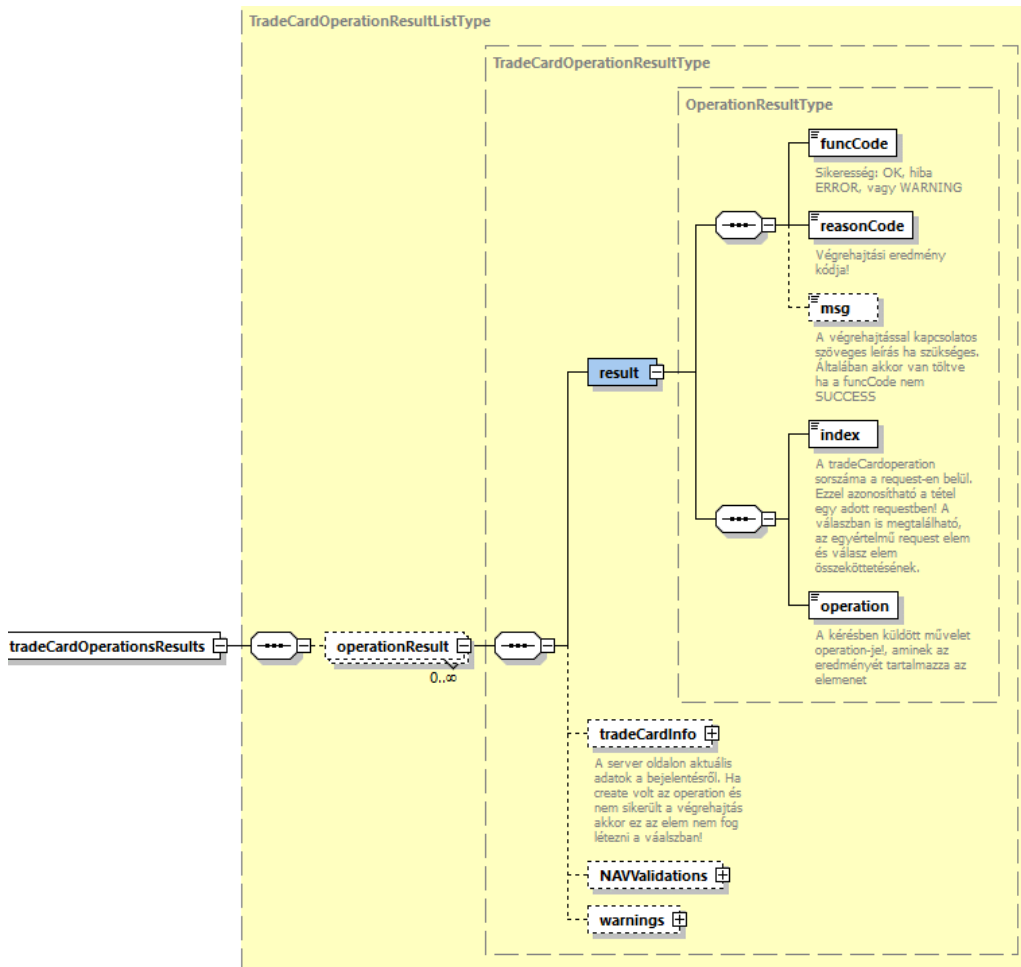 TradeCardOperationResultListType
TradeCardOperationResultType
OperationResultType
funcCode
Sikeresség: OK, hiba
ERROR, vagy WARNING
reasonCode
Végrehajtási eredmény
kódja!
msg
A végrehajtással kapcsolatos
szöveges leírás ha szükséges.
Általában akkor van töltve
ha a funcCode nem
SUCCESS
result
index
A tradeCardoperation
sorszáma a request-en belül.
Ezzel azonosítható a tétel
egy adott requestben! A
válaszban is megtalálható,
az egyértelmű request elem
és válasz elem
összeköttetésének.
operation
A kérésben küldött művelet
operation-je!, aminek az
eredményét tartalmazza az
elemenet
tradeCardOperationsResults
operationResult
0..∞
tradeCardInfo
A server oldalon aktuális
adatok a bejelentésről. Ha
create volt az operation és
nem sikerült a végrehajtás
akkor ez az elem nem fog
létezni a váalszban!
NAVValidations
warnings